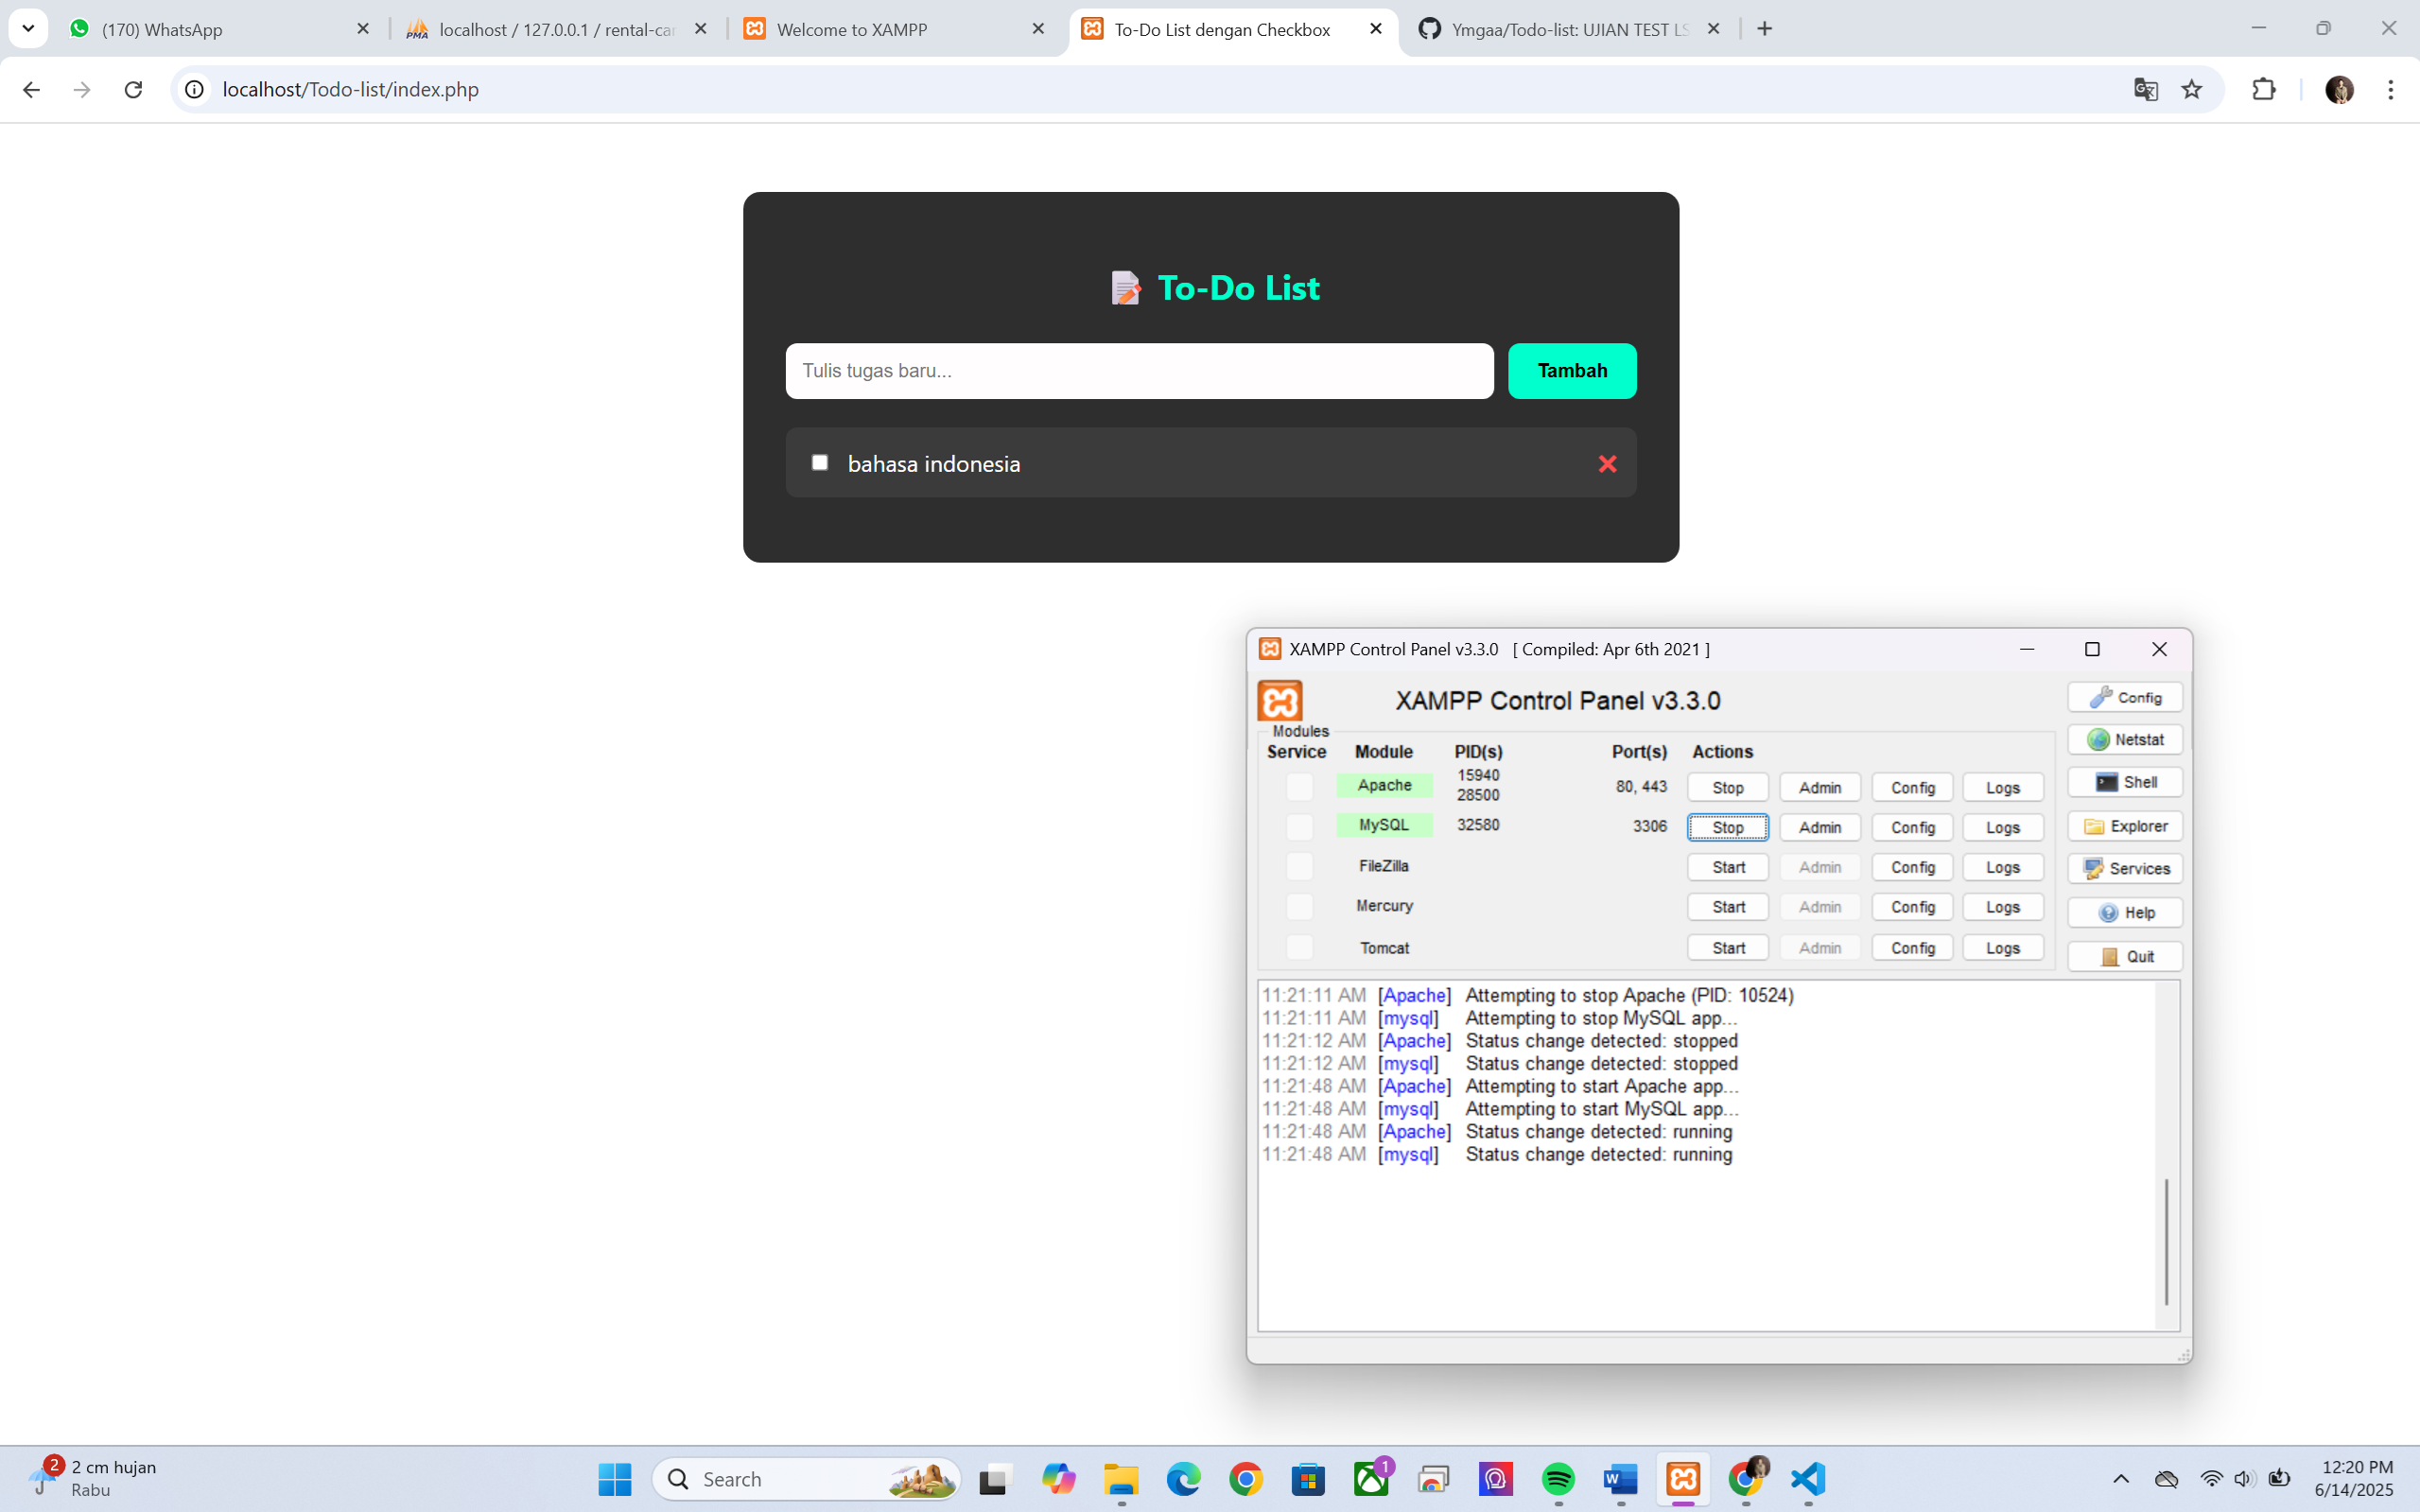 (170) WhatsApp
localhost / 127.0.0.1 / rental-car
Welcome to XAMPP
To-Do List dengan Checkbox
Ymgaa/Todo-list: UJIAN TEST LS
localhost/Todo-list/index.php
To-Do List
Tulis tugas baru...
Tambah
bahasa indonesia
XAMPP Control Panel v3.3.0 [ Compiled: Apr 6th 2021 ]
XAMPP Control Panel v3.3.0
Config
Modules
Service Module PID(s) Port(s) Actions
Netstat
Apache 15940 28500 80, 443 Stop Admin Config Logs
Shell
MySQL 32580 3306 Stop Admin Config Logs
Explorer
FileZilla Start Admin Config Logs
Services
Mercury Start Admin Config Logs
Help
Tomcat Start Admin Config Logs
Quit
11:21:11 AM [Apache] Attempting to stop Apache (PID: 10524)
11:21:11 AM [mysql] Attempting to stop MySQL app...
11:21:12 AM [Apache] Status change detected: stopped
11:21:12 AM [mysql] Status change detected: stopped
11:21:48 AM [Apache] Attempting to start Apache app...
11:21:48 AM [mysql] Attempting to start MySQL app...
11:21:48 AM [Apache] Status change detected: running
11:21:48 AM [mysql] Status change detected: running
2
2 cm hujan
Rabu
Search
1
12:20 PM
6/14/2025